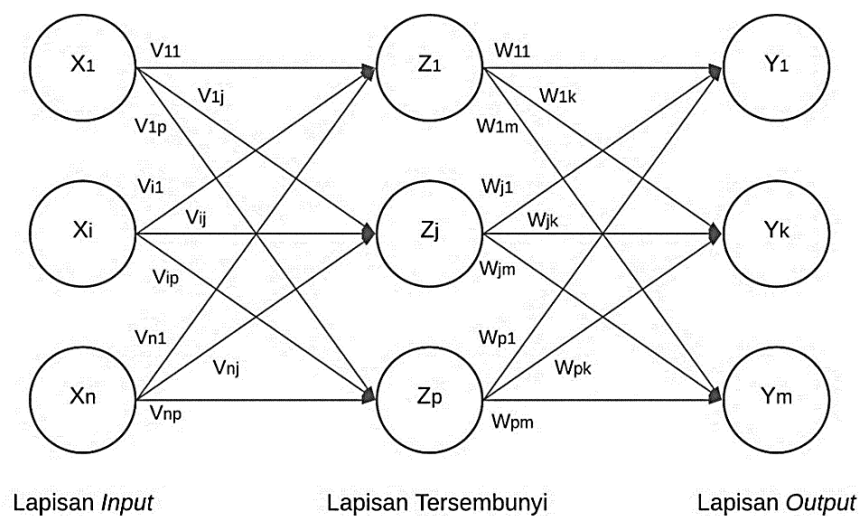 X1
V11
Z1
W11
Y1
V1j
W1k
V1p
W1m
Vi1
Wj1
Xi
Vij
Zj
Wjk
Yk
Vip
Wjm
Vn1
Wp1
Xn
Vnj
Zp
Wpk
Ym
Vnp
Wpm
Lapisan Input
Lapisan Tersembunyi
Lapisan Output